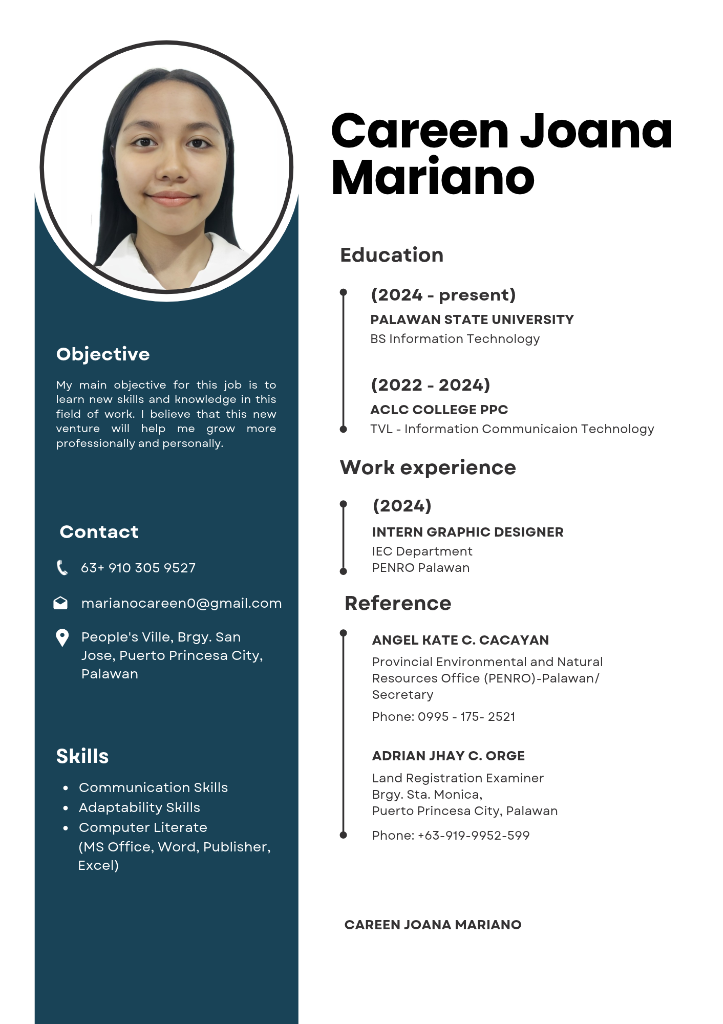 Careen Joana
Mariano
Objective
My main objective for this job is to
learn new skills and knowledge in this
field of work. I believe that this new
venture will help me grow more
professionally and personally.
Contact
63+ 910 305 9527
marianocareen0@gmail.com
People's Ville, Brgy. San
Jose, Puerto Princesa City,
Palawan
Skills
• Communication Skills
• Adaptability Skills
• Computer Literate
(MS Office, Word, Publisher,
Excel)
Education
(2024 - present)
PALAWAN STATE UNIVERSITY
BS Information Technology
(2022 - 2024)
ACLC COLLEGE PPC
TVL - Information Communicaion Technology
Work experience
(2024)
INTERN GRAPHIC DESIGNER
IEC Department
PENRO Palawan
Reference
ANGEL KATE C. CACAYAN
Provincial Environmental and Natural
Resources Office (PENRO)-Palawan/
Secretary
Phone: 0995 - 175- 2521
ADRIAN JHAY C. ORGE
Land Registration Examiner
Brgy. Sta. Monica,
Puerto Princesa City, Palawan
Phone: +63-919-9952-599
CAREEN JOANA MARIANO